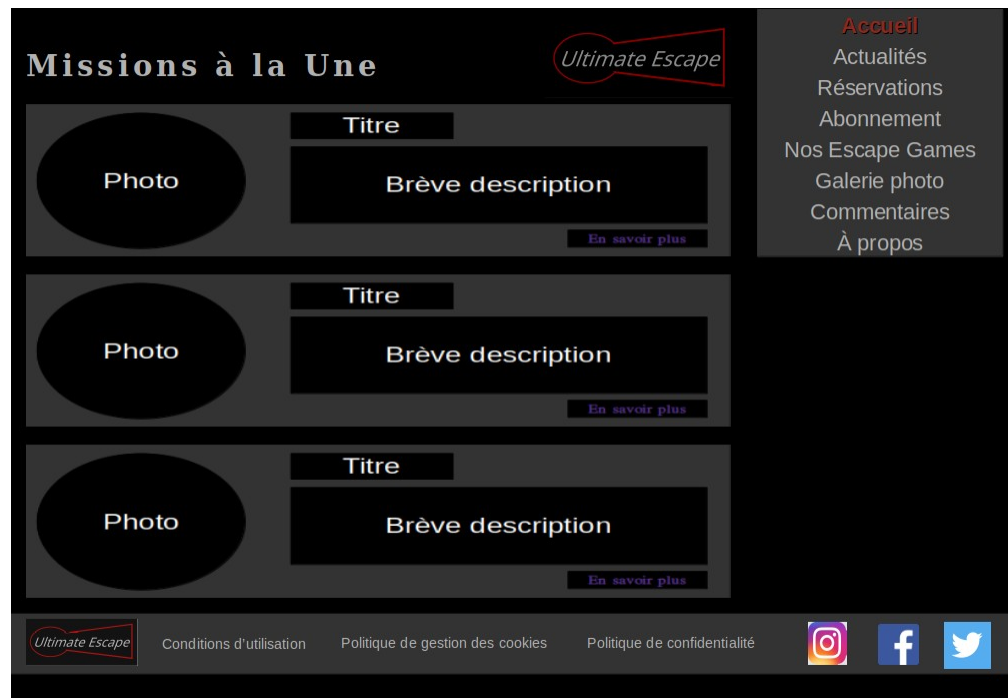 Missions à la Une
Ultimate Escape
Accueil
Actualités
Réservations
Abonnement
Nos Escape Games
Galerie photo
Commentaires
À propos
Photo
Titre
Brève description
En savoir plus
Photo
Titre
Brève description
En savoir plus
Photo
Titre
Brève description
En savoir plus
Ultimate Escape
Conditions d’utilisation
Politique de gestion des cookies
Politique de confidentialité